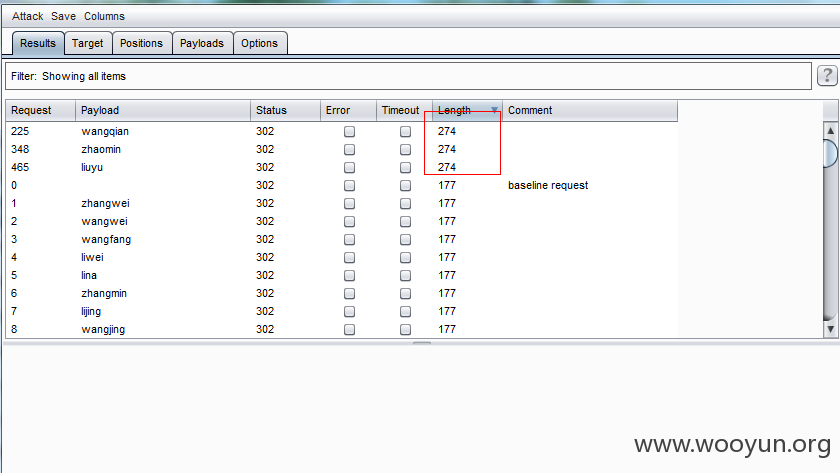 Attack Save Columns
Results Target Positions Payloads Options
Filter: Showing all items ?
Request Payload Status Error Timeout Length Comment
225 wangqian 302 274
348 zhaomin 302 274
465 liuyu 302 274
0 302 177 baseline request
1 zhangwei 302 177
2 wangwei 302 177
3 wangfang 302 177
4 liwei 302 177
5 lina 302 177
6 zhangmin 302 177
7 lijing 302 177
8 wangjing 302 177
www.wooyun.org